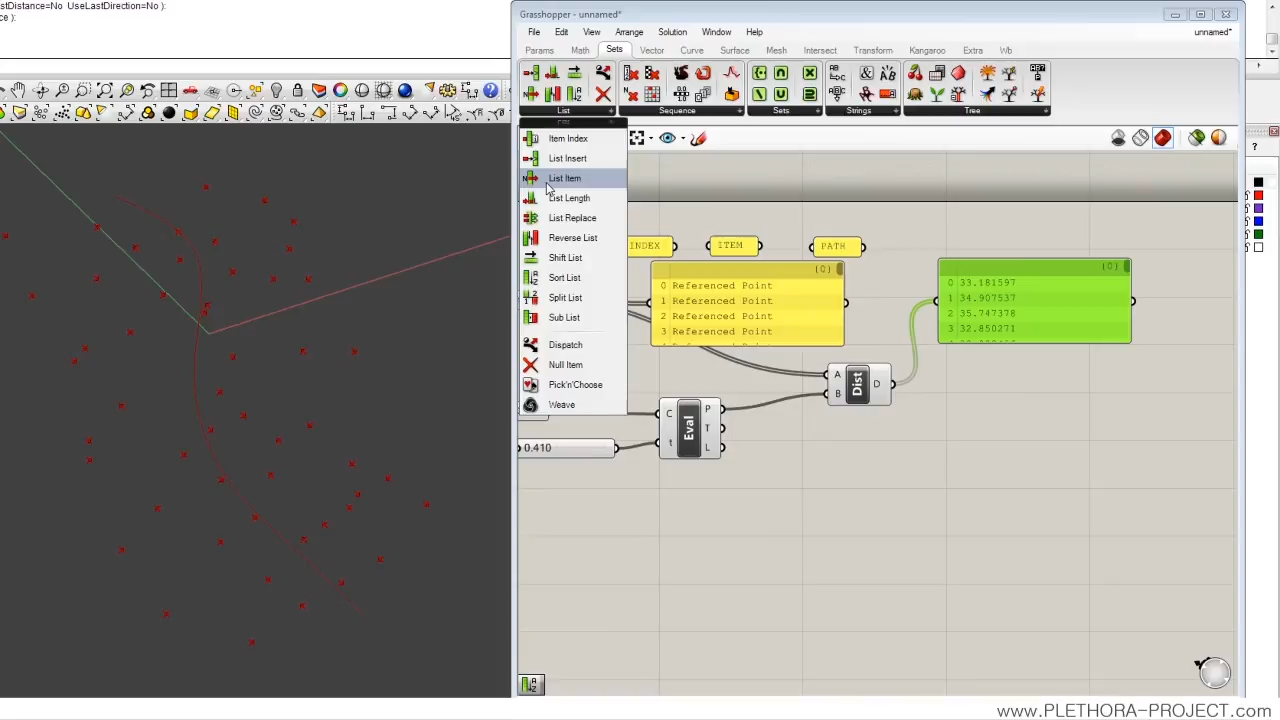 stDistance=No UseLastDirection=No ):
ce ):
Grasshopper - unnamed*
File Edit View Arrange Solution Window Help
unnamed*
Params Math Sets Vector Curve Surface Mesh Intersect Transform Kangaroo Extra Wb
List Sequence Sets Strings Tree
Item Index
List Insert
List Item
List Length
List Replace
Reverse List
Shift List
Sort List
Split List
Sub List
Dispatch
Null Item
Pick'n'Choose
Weave
INDEX ITEM PATH
{0}
0 Referenced Point
1 Referenced Point
2 Referenced Point
3 Referenced Point
{0}
0 33.181597
1 34.907537
2 35.747378
3 32.850271
A
B
Dist
D
C
t
Eval
P
T
L
0.410
www.PLETHORA-PROJECT.com